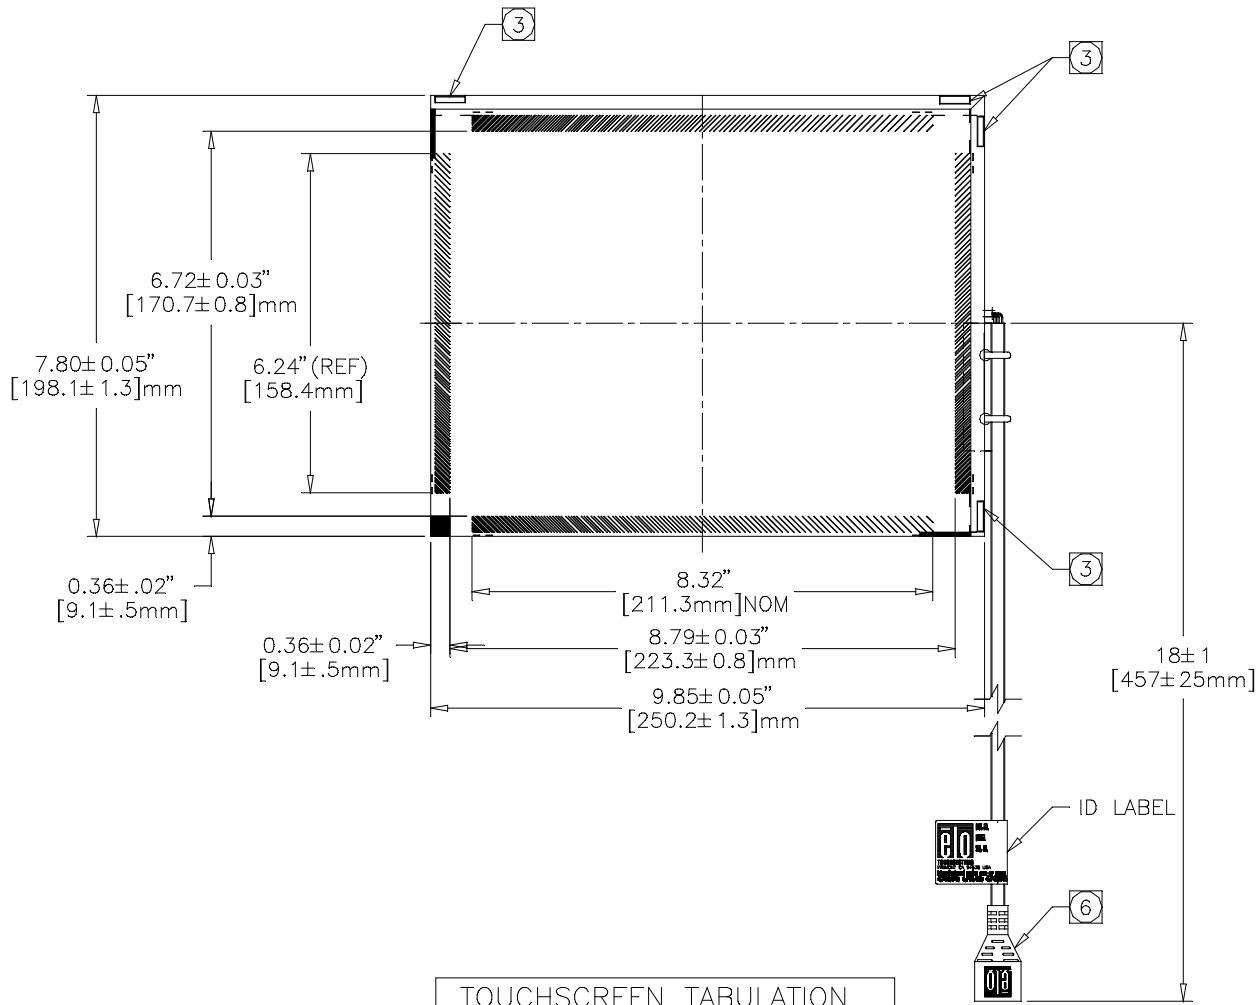 3
3
6.72±0.03"
[170.7±0.8]mm
7.80±0.05"
[198.1±1.3]mm
6.24"(REF)
[158.4mm]
3
0.36±.02"
[9.1±.5mm]
8.32"
[211.3mm]NOM
0.36±0.02"
[9.1±.5mm]
8.79±0.03"
[223.3±0.8]mm
18±1
[457±25mm]
9.85±0.05"
[250.2±1.3]mm
ID LABEL
elo
6
elo
TOUCHSCREEN TABULATION